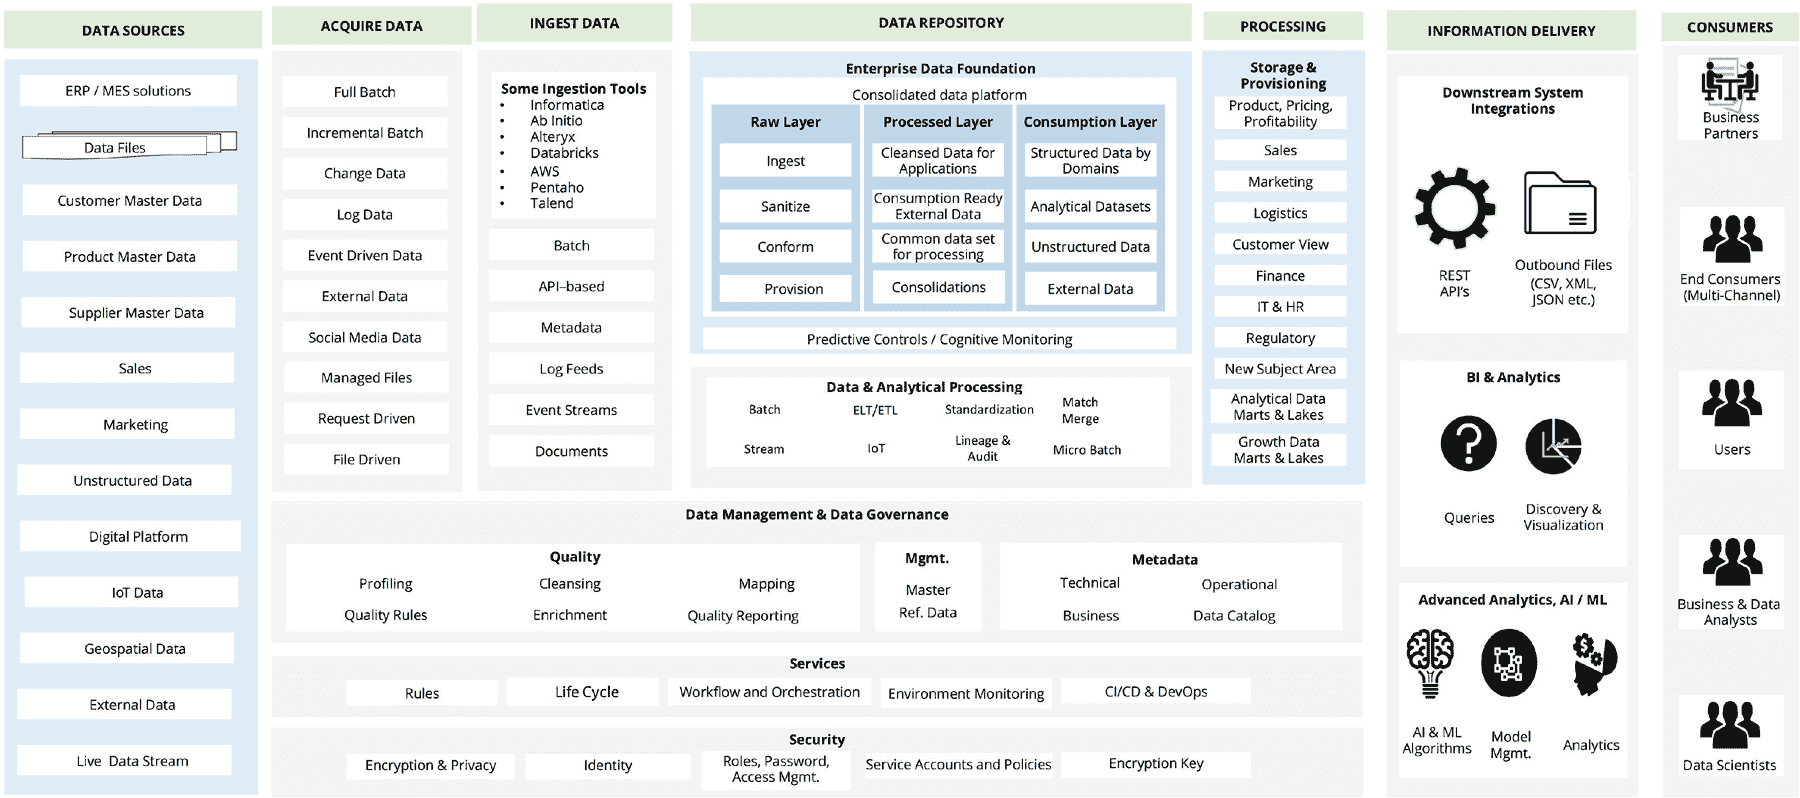 DATA SOURCES
ERP / MES solutions
Data Files
Customer Master Data
Product Master Data
Supplier Master Data
Sales
Marketing
Unstructured Data
Digital Platform
IoT Data
Geospatial Data
External Data
Live Data Stream
ACQUIRE DATA
Full Batch
Incremental Batch
Change Data
Log Data
Event Driven Data
External Data
Social Media Data
Managed Files
Request Driven
File Driven
INGEST DATA
Some Ingestion Tools
• Informatica
• Ab Initio
• Alteryx
• Databricks
• AWS
• Pentaho
• Talend
Batch
API–based
Metadata
Log Feeds
Event Streams
Documents
DATA REPOSITORY
Enterprise Data Foundation
Consolidated data platform
Raw Layer
Ingest
Sanitize
Conform
Provision
Processed Layer
Cleansed Data for
Applications
Consumption Ready
External Data
Common data set
for processing
Consolidations
Consumption Layer
Structured Data by
Domains
Analytical Datasets
Unstructured Data
External Data
Predictive Controls / Cognitive Monitoring
Data & Analytical Processing
Batch
ELT/ETL
Standardization
Match
Merge
Stream
IoT
Lineage &
Audit
Micro Batch
PROCESSING
Storage &
Provisioning
Product, Pricing,
Profitability
Sales
Marketing
Logistics
Customer View
Finance
IT & HR
Regulatory
New Subject Area
Analytical Data
Marts & Lakes
Growth Data
Marts & Lakes
Data Management & Data Governance
Quality
Profiling
Cleansing
Mapping
Quality Rules
Enrichment
Quality Reporting
Mgmt.
Master
Ref. Data
Metadata
Technical
Operational
Business
Data Catalog
Services
Rules
Life Cycle
Workflow and Orchestration
Environment Monitoring
CI/CD & DevOps
Security
Encryption & Privacy
Identity
Roles, Password,
Access Mgmt.
Service Accounts and Policies
Encryption Key
INFORMATION DELIVERY
Downstream System
Integrations
REST
API's
Outbound Files
(CSV, XML,
JSON etc.)
BI & Analytics
Queries
Discovery &
Visualization
Advanced Analytics, AI / ML
AI & ML
Algorithms
Model
Mgmt.
Analytics
CONSUMERS
Business
Partners
End Consumers
(Multi-Channel)
Users
Business & Data
Analysts
Data Scientists